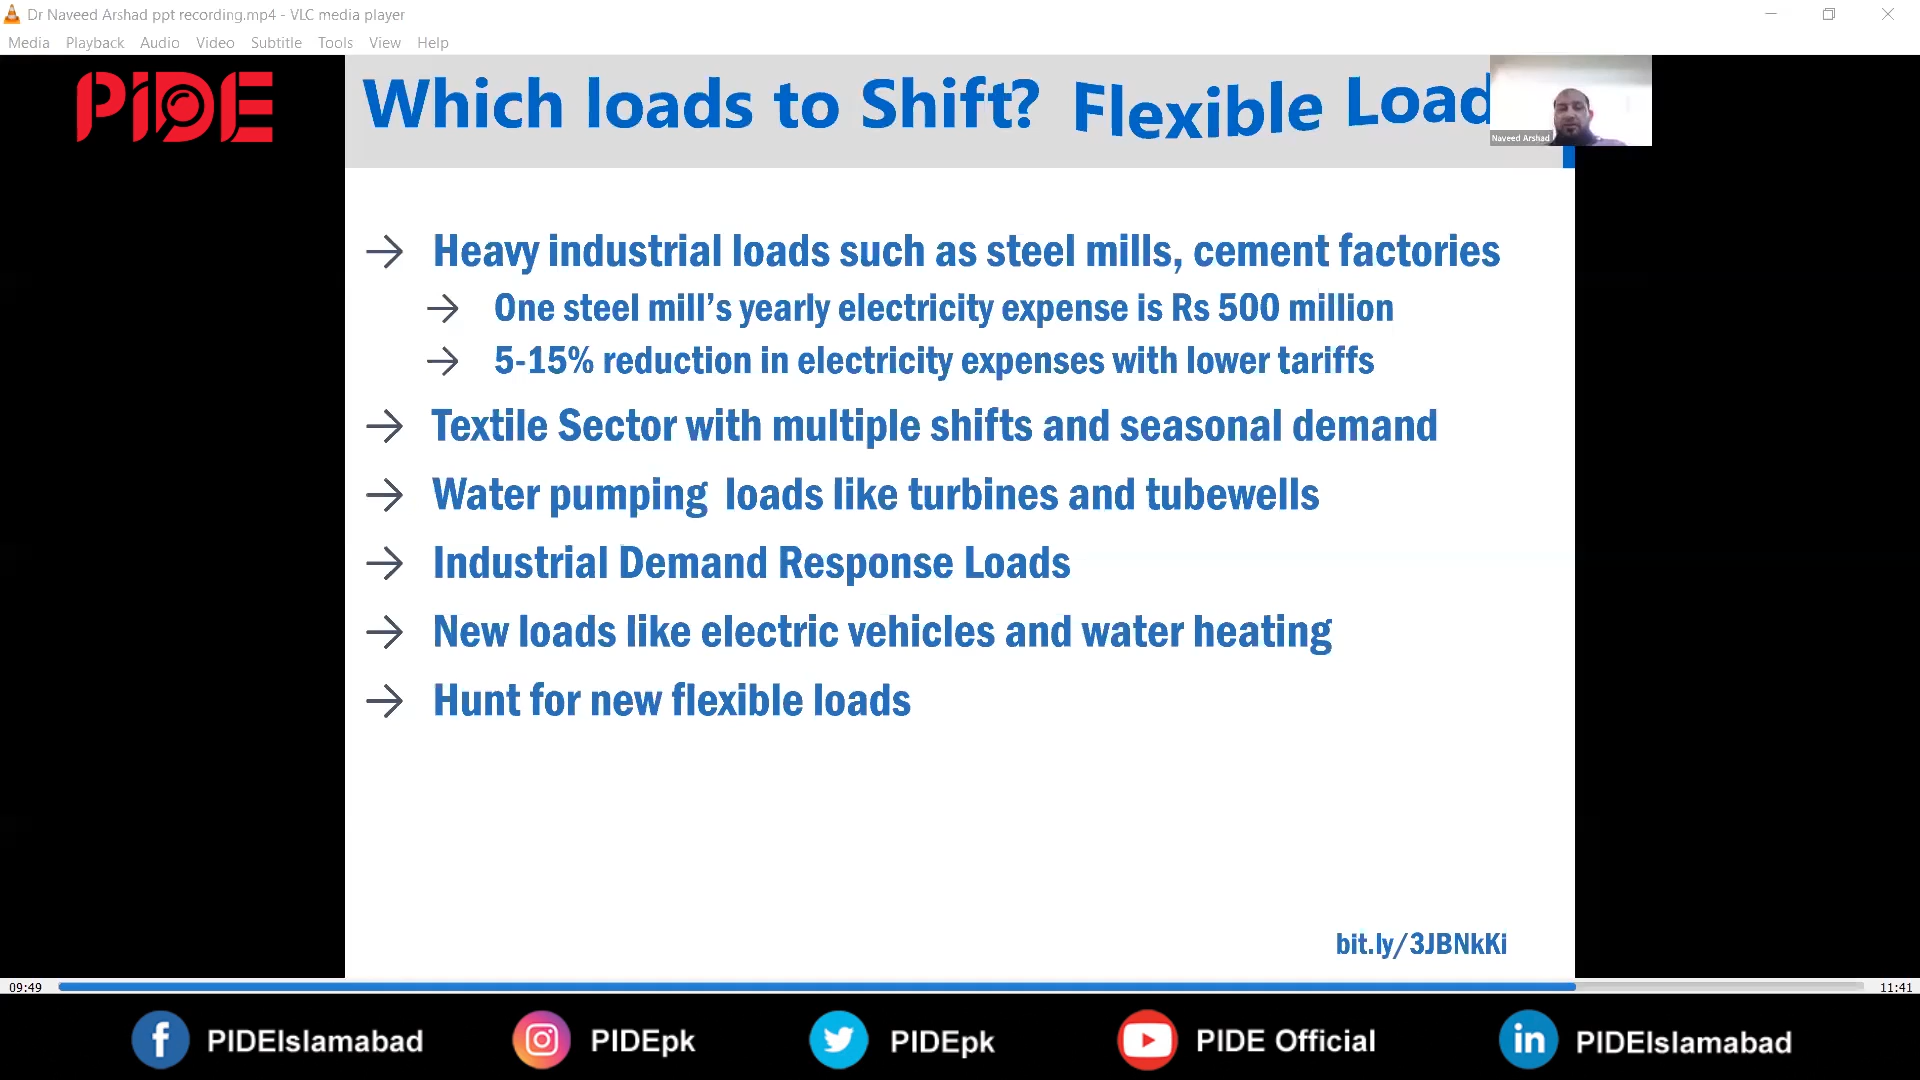 Dr Naveed Arshad ppt recording.mp4 - VLC media player
Media Playback Audio Video Subtitle Tools View Help
PIDE
Which loads to Shift? Flexible Load
Naveed Arshad
→ Heavy industrial loads such as steel mills, cement factories
→ One steel mill’s yearly electricity expense is Rs 500 million
→ 5-15% reduction in electricity expenses with lower tariffs
→ Textile Sector with multiple shifts and seasonal demand
→ Water pumping loads like turbines and tubewells
→ Industrial Demand Response Loads
→ New loads like electric vehicles and water heating
→ Hunt for new flexible loads
bit.ly/3JBNkKi
09:49 11:41
PIDEIslamabad PIDEpk PIDEpk PIDE Official PIDEIslamabad